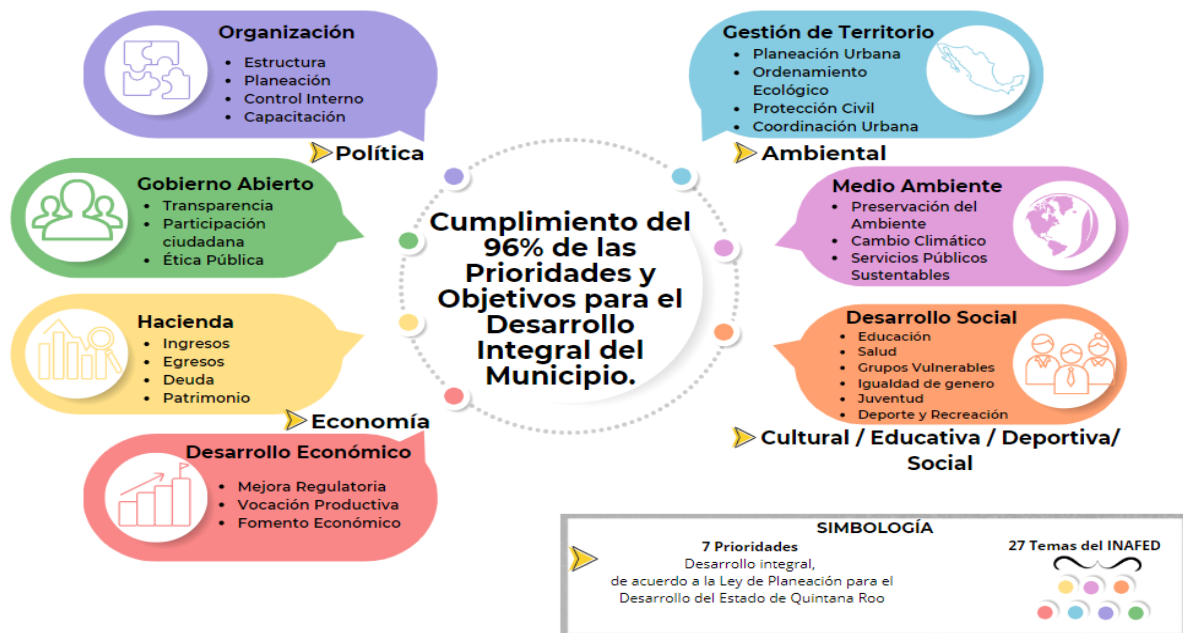 Organización
• Estructura
• Planeación
• Control Interno
• Capacitación
Política
Gobierno Abierto
• Transparencia
• Participación
ciudadana
• Ética Pública
Hacienda
• Ingresos
• Egresos
• Deuda
• Patrimonio
Economía
Desarrollo Económico
• Mejora Regulatoria
• Vocación Productiva
• Fomento Económico
Cumplimiento del
96% de las
Prioridades y
Objetivos para el
Desarrollo
Integral del
Municipio.
Gestión de Territorio
• Planeación Urbana
• Ordenamiento
Ecológico
• Protección Civil
• Coordinación Urbana
Ambiental
Medio Ambiente
• Preservación del
Ambiente
• Cambio Climático
• Servicios Públicos
Sustentables
Desarrollo Social
• Educación
• Salud
• Grupos Vulnerables
• Igualdad de genero
• Juventud
• Deporte y Recreación
Cultural / Educativa / Deportiva/
Social
SIMBOLOGÍA
7 Prioridades
Desarrollo integral,
de acuerdo a la Ley de Planeación para el
Desarrollo del Estado de Quintana Roo
27 Temas del INAFED